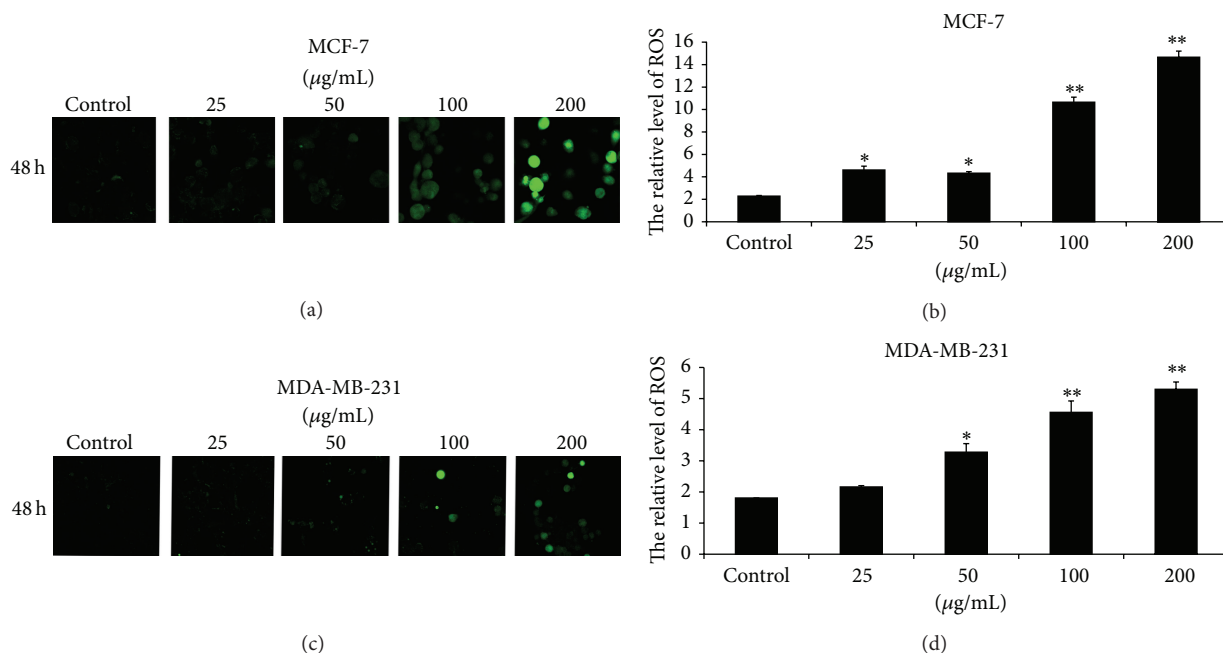 MCF-7
(μg/mL)
Control 25 50 100 200
48 h
(a)
MCF-7
The relative level of ROS
16
14
12
10
8
6
4
2
0
* * ** **
Control 25 50 100 200
(μg/mL)
(b)
MDA-MB-231
(μg/mL)
Control 25 50 100 200
48 h
(c)
MDA-MB-231
The relative level of ROS
6
5
4
3
2
1
0
* ** **
Control 25 50 100 200
(μg/mL)
(d)